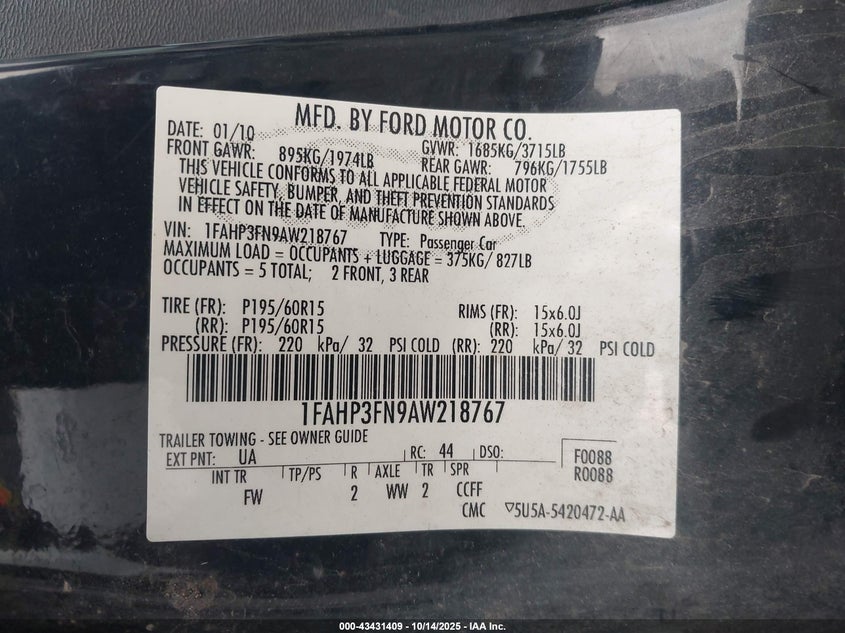 MFD. BY FORD MOTOR CO.
DATE: 01/10 GVWR: 1685KG/3715LB
FRONT GAWR: 895KG/1974LB REAR GAWR: 796KG/1755LB
THIS VEHICLE CONFORMS TO ALL APPLICABLE FEDERAL MOTOR
VEHICLE SAFETY, BUMPER, AND THEFT PREVENTION STANDARDS
IN EFFECT ON THE DATE OF MANUFACTURE SHOWN ABOVE.
VIN: 1FAHP3FN9AW218767 TYPE: Passenger Car
MAXIMUM LOAD = OCCUPANTS + LUGGAGE = 375KG/ 827LB
OCCUPANTS = 5 TOTAL; 2 FRONT, 3 REAR
TIRE (FR): P195/60R15 RIMS (FR): 15x6.0J
(RR): P195/60R15 (RR): 15x6.0J
PRESSURE (FR): 220 kPa/ 32 PSI COLD (RR): 220 kPa/ 32 PSI COLD
1FAHP3FN9AW218767
TRAILER TOWING - SEE OWNER GUIDE
EXT PNT: UA RC: 44 DSO: F0088
INT TR TP/PS R AXLE TR SPR R0088
FW 2 WW 2 CCFF
CMC ▽5U5A-5420472-AA
000-43431409 - 10/14/2025 - IAA Inc.